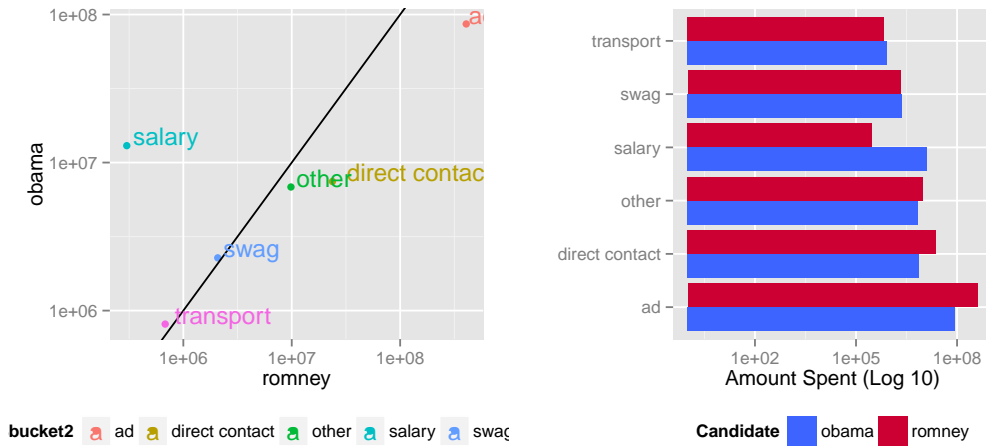 1e+08
1e+07
1e+06
obama
ad
salary
other
direct contac
swag
transport
1e+06 1e+07 1e+08
romney
bucket2 a ad a direct contact a other a salary a swag
transport
swag
salary
other
direct contact
ad
1e+02 1e+05 1e+08
Amount Spent (Log 10)
Candidate obama romney